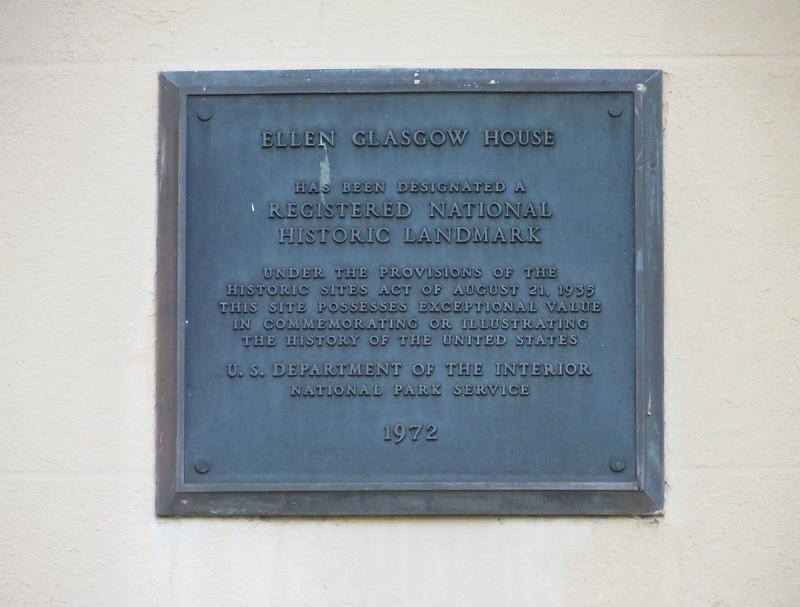 ELLEN GLASGOW HOUSE
HAS BEEN DESIGNATED A
REGISTERED NATIONAL
HISTORIC LANDMARK
UNDER THE PROVISIONS OF THE
HISTORIC SITES ACT OF AUGUST 21, 1935
THIS SITE POSSESSES EXCEPTIONAL VALUE
IN COMMEMORATING OR ILLUSTRATING
THE HISTORY OF THE UNITED STATES
U. S. DEPARTMENT OF THE INTERIOR
NATIONAL PARK SERVICE
1972